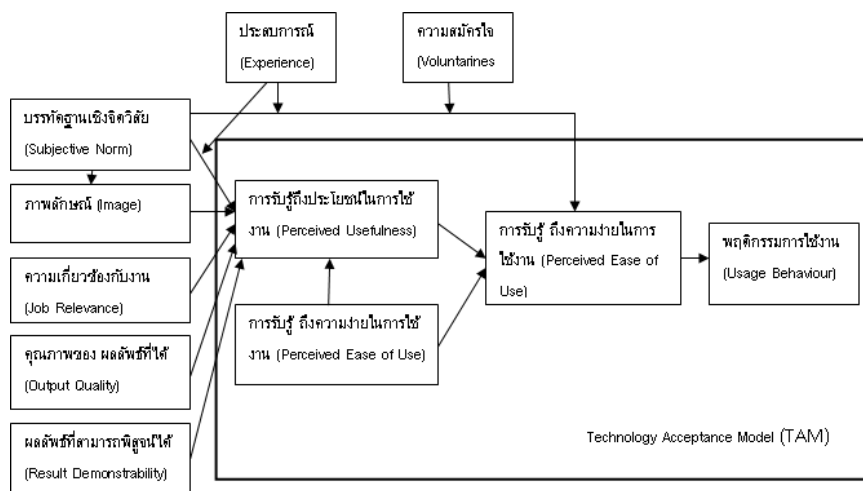 ประสบการณ์
(Experience)
ความสมัครใจ
(Voluntarines
บรรทัดฐานเชิงจิตวิสัย
(Subjective Norm)
ภาพลักษณ์ (Image)
ความเกี่ยวข้องกับงาน
(Job Relevance)
คุณภาพของ ผลลัพธ์ที่ได้
(Output Quality)
ผลลัพธ์ที่สามารถพิสูจน์ได้
(Result Demonstrability)
การรับรู้ถึงประโยชน์ในการใช้
งาน (Perceived Usefulness)
การรับรู้ ถึงความง่ายในการใช้
งาน (Perceived Ease of Use)
การรับรู้ ถึงความง่ายในการ
ใช้งาน (Perceived Ease of
Use)
พฤติกรรมการใช้งาน
(Usage Behaviour)
Technology Acceptance Model (TAM)